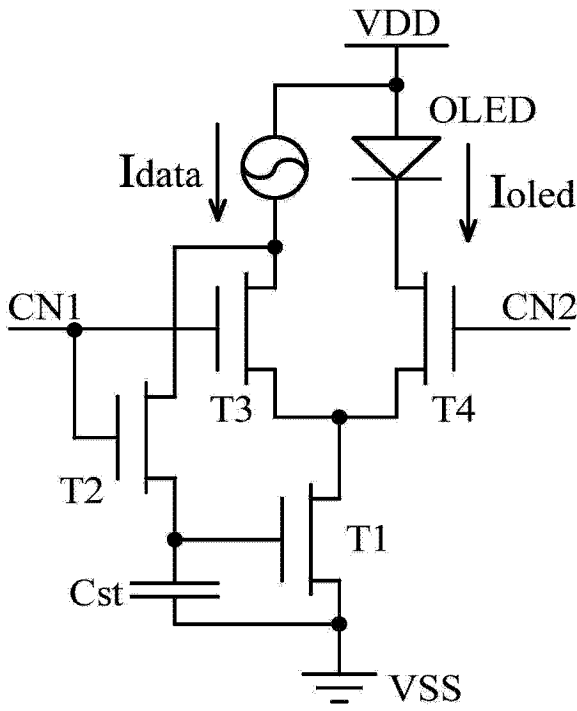 VDD
OLED
Idata
Ioled
CN1
CN2
T3
T4
T2
T1
Cst
VSS